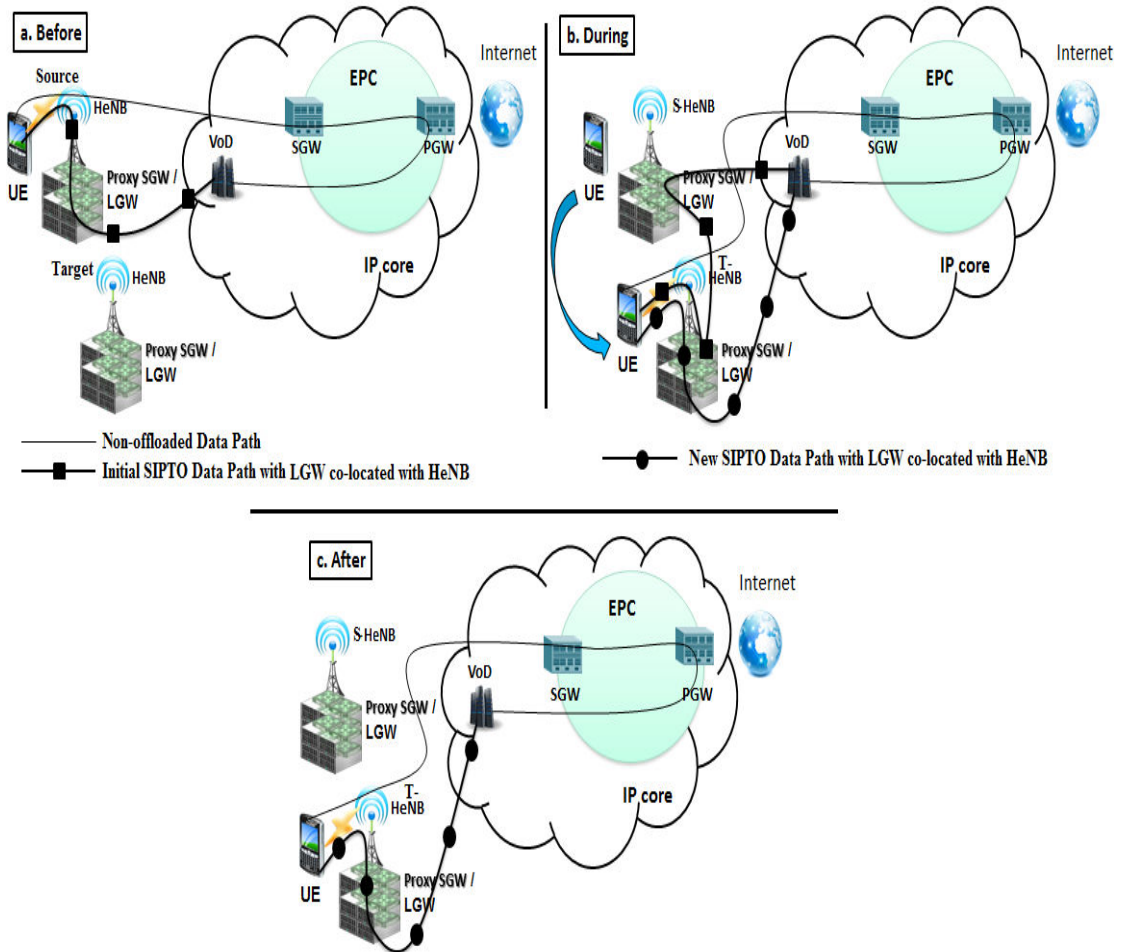 a. Before
Source
HeNB
UE
Proxy SGW /
LGW
VoD
EPC
SGW
PGW
Internet
IP core
Target
HeNB
Proxy SGW /
LGW
Non-offloaded Data Path
Initial SIPTO Data Path with LGW co-located with HeNB
b. During
S-HeNB
UE
Proxy SGW /
LGW
VoD
EPC
SGW
PGW
Internet
IP core
T-
HeNB
UE
Proxy SGW /
LGW
New SIPTO Data Path with LGW co-located with HeNB
c. After
S-HeNB
Proxy SGW /
LGW
VoD
EPC
SGW
PGW
Internet
IP core
T-
HeNB
UE
Proxy SGW /
LGW